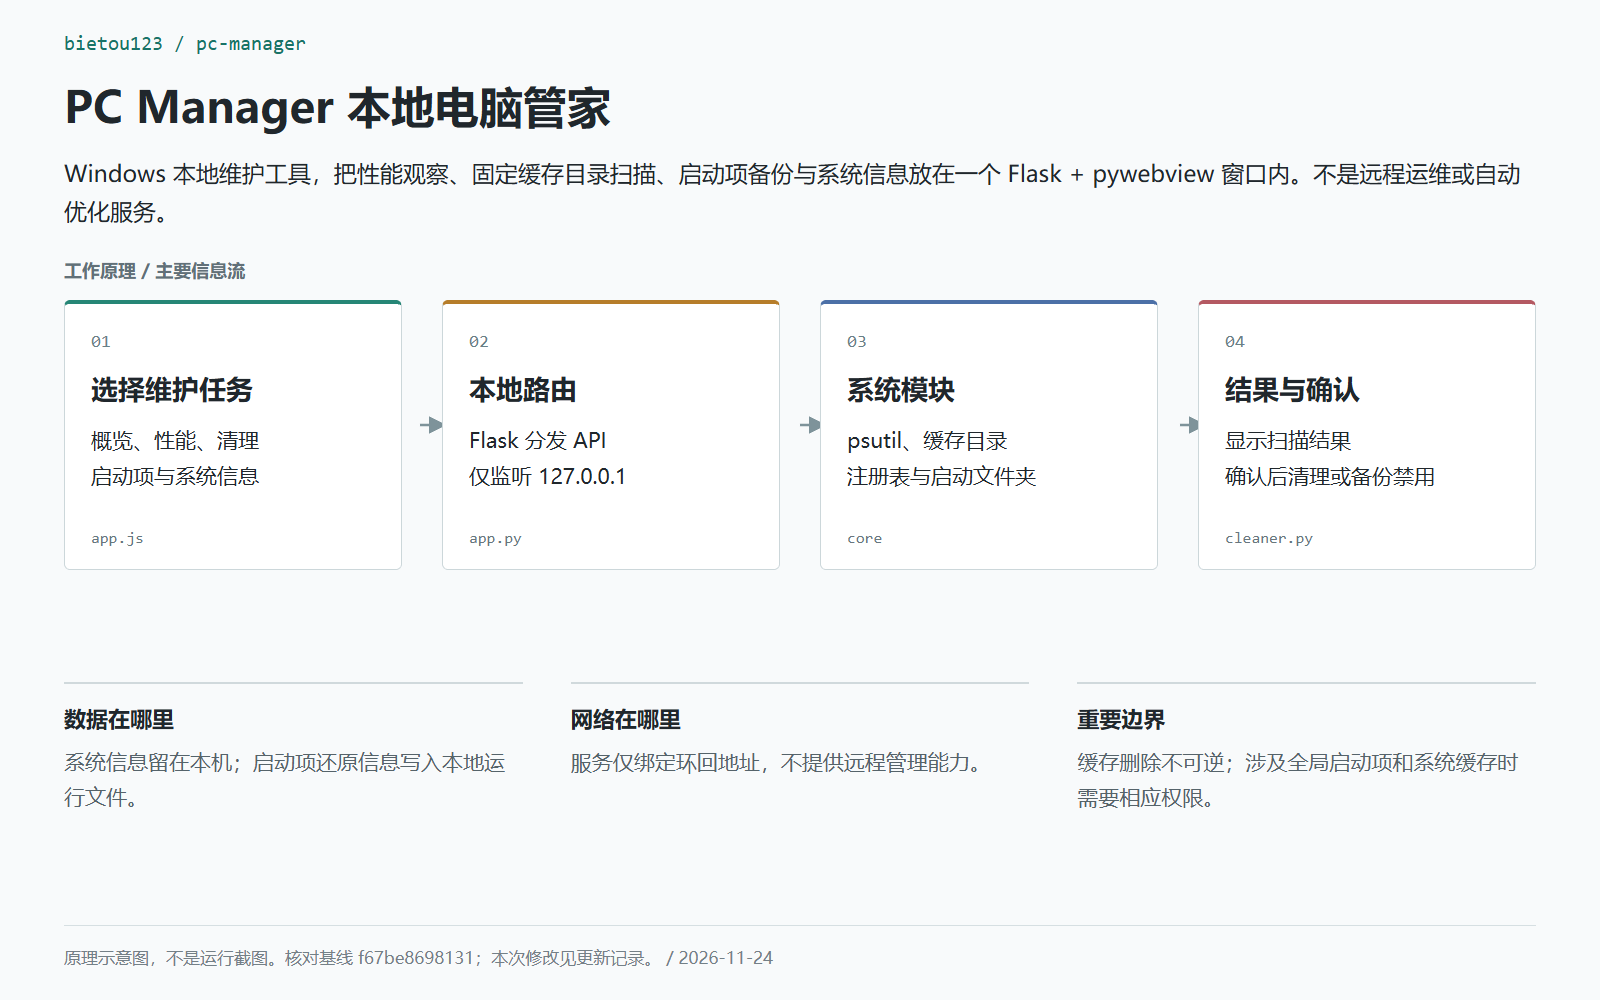 bietou123 / pc-manager
PC Manager 本地电脑管家
Windows 本地维护工具，把性能观察、固定缓存目录扫描、启动项备份与系统信息放在一个 Flask + pywebview 窗口内。不是远程运维或自动
优化服务。
工作原理 / 主要信息流
01
选择维护任务
概览、性能、清理
启动项与系统信息
app.js
02
本地路由
Flask 分发 API
仅监听 127.0.0.1
app.py
03
系统模块
psutil、缓存目录
注册表与启动文件夹
core
04
结果与确认
显示扫描结果
确认后清理或备份禁用
cleaner.py
数据在哪里
系统信息留在本机；启动项还原信息写入本地运
行文件。
网络在哪里
服务仅绑定环回地址，不提供远程管理能力。
重要边界
缓存删除不可逆；涉及全局启动项和系统缓存时
需要相应权限。
原理示意图，不是运行截图。核对基线 f67be8698131；本次修改见更新记录。 / 2026-11-24